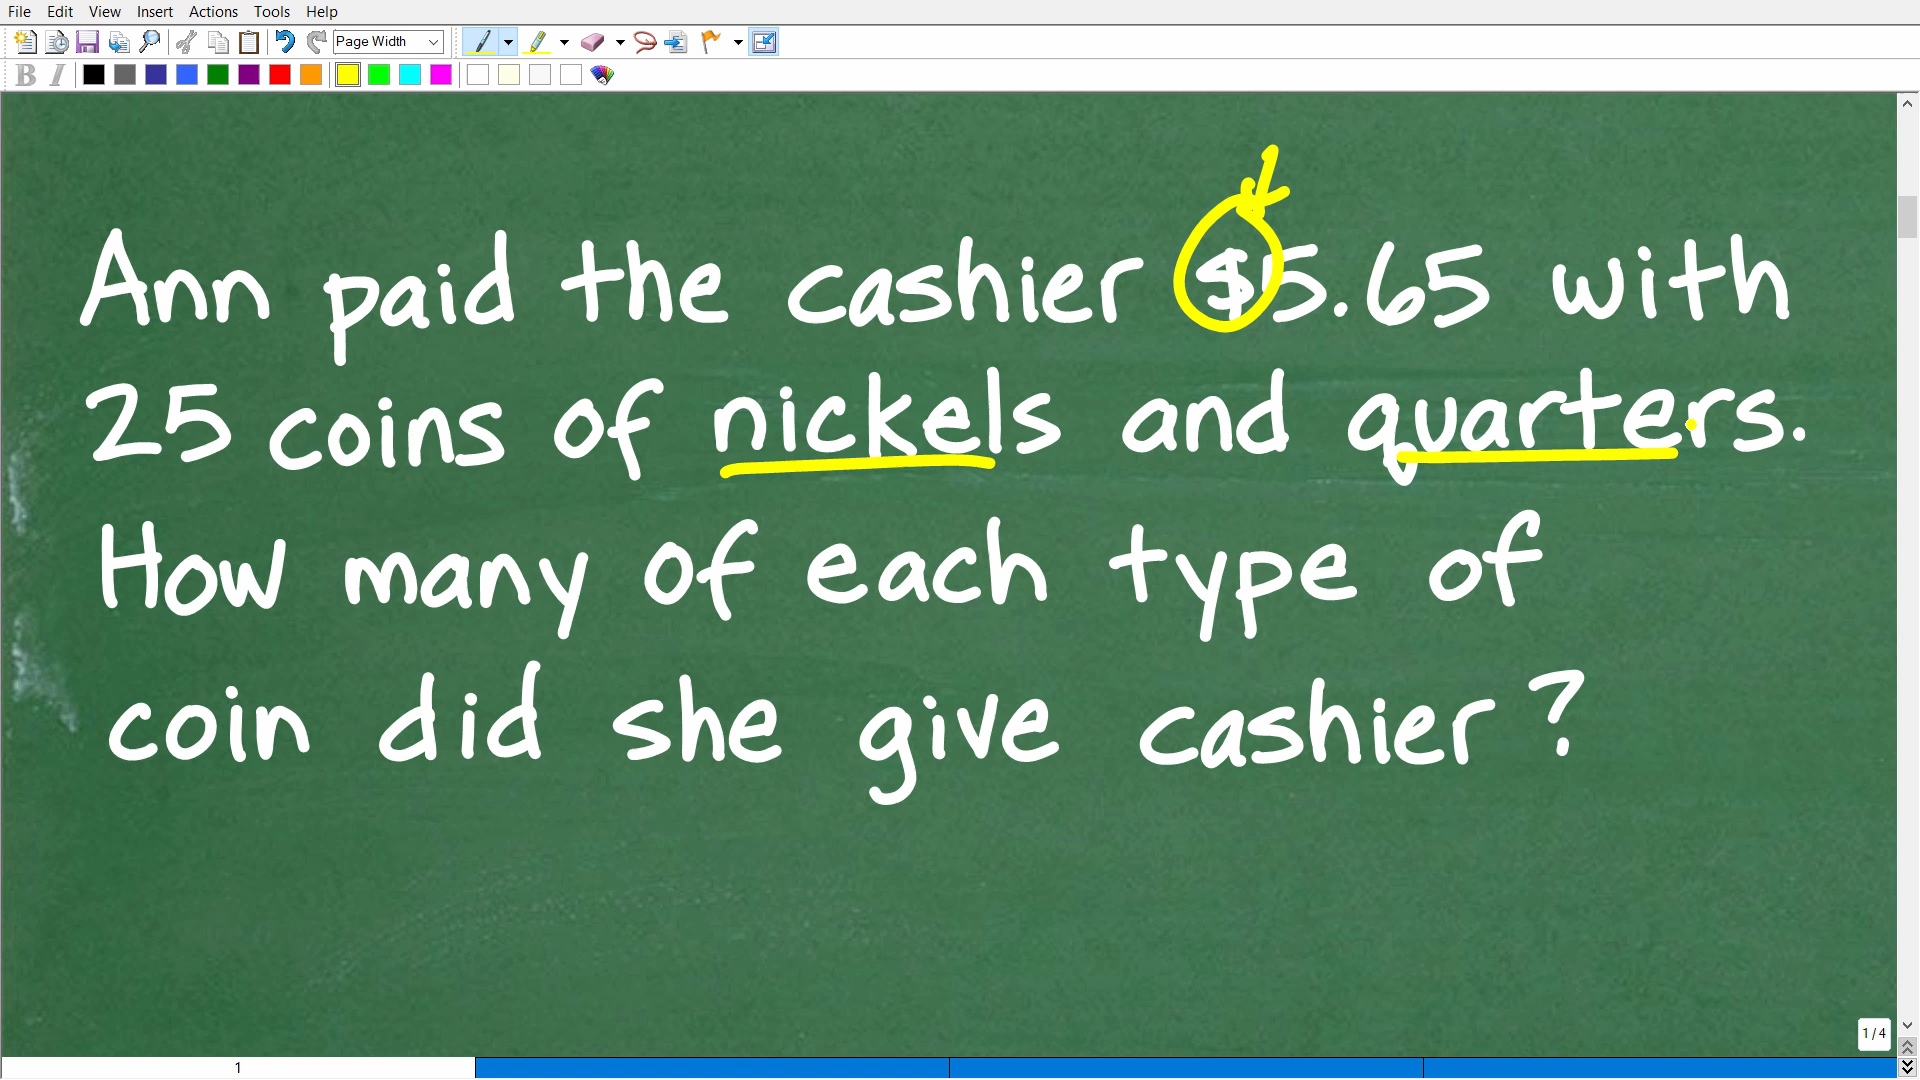 File Edit View Insert Actions Tools Help
Page Width
B I
Ann paid the cashier $5.65 with
25 coins of nickels and quarters.
How many of each type of
coin did she give cashier?
1 / 4
1